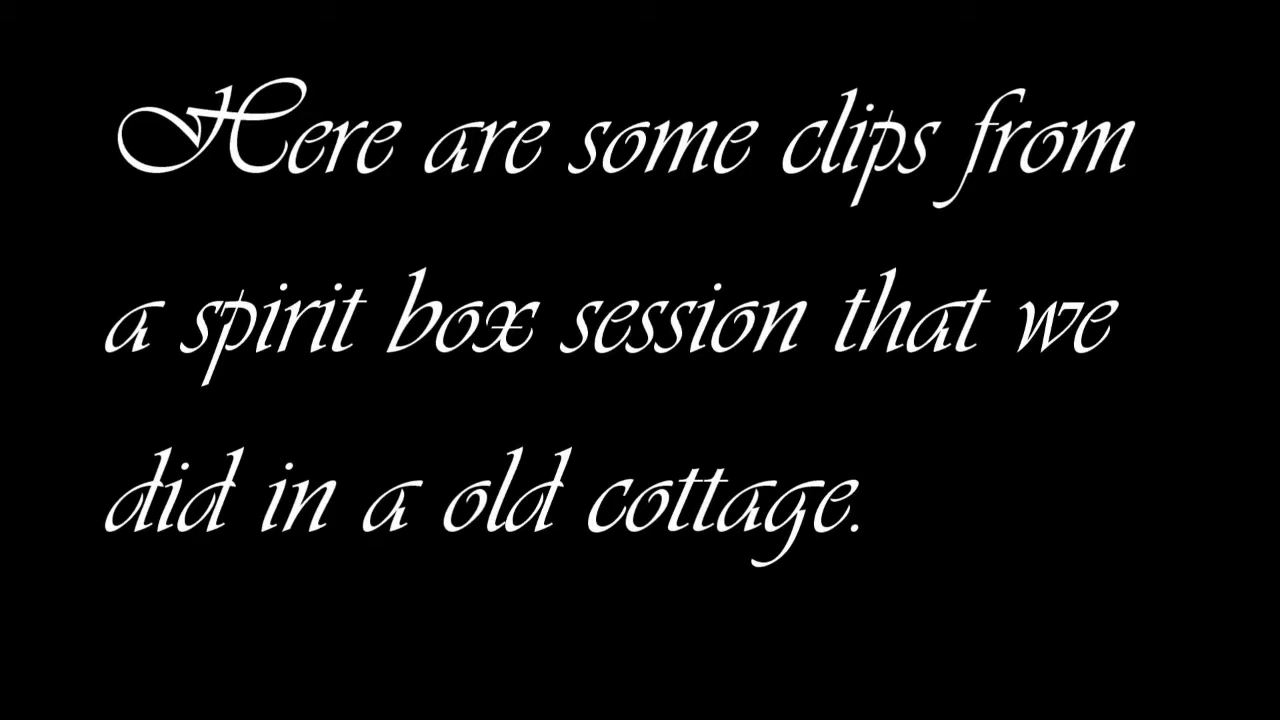 Here are some clips from
a spirit box session that we
did in a old cottage.